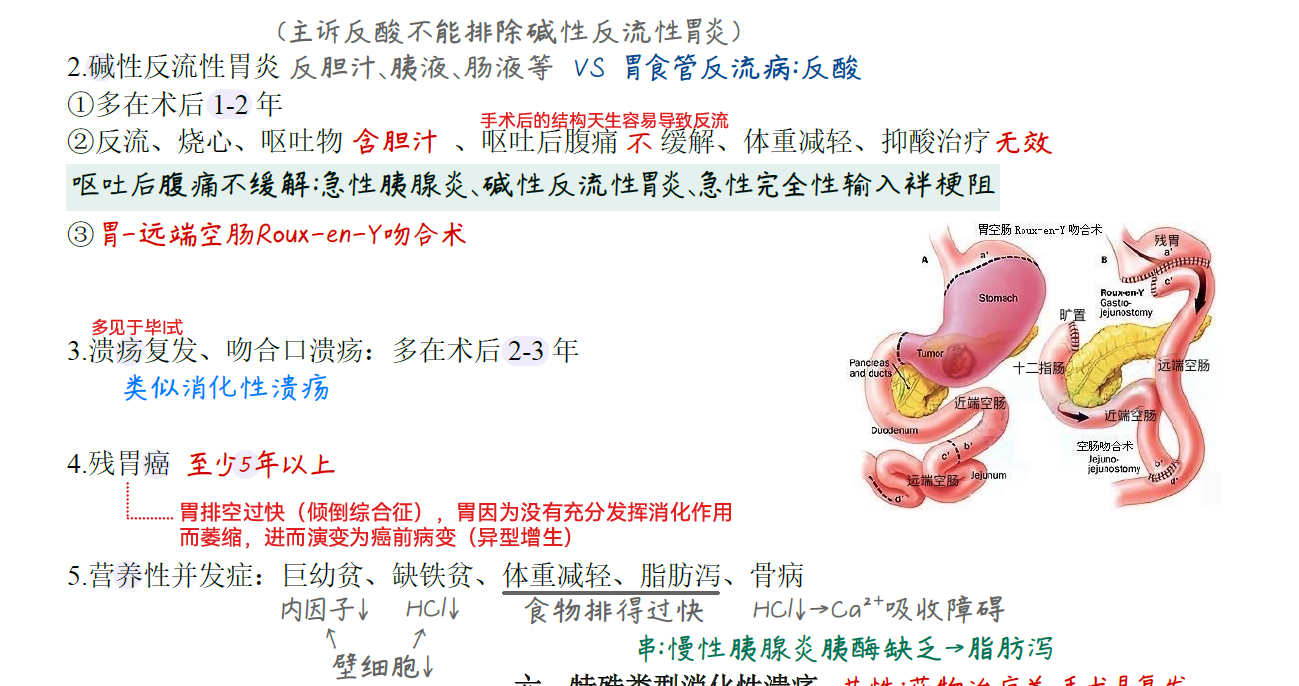 (主诉反酸不能排除碱性反流性胃炎)
2.碱性反流性胃炎 反胆汁、胰液、肠液等 VS 胃食管反流病:反酸
①多在术后 1-2 年
手术后的结构天生容易导致反流
②反流、烧心、呕吐物 含胆汁 、呕吐后腹痛 不 缓解、体重减轻、抑酸治疗 无效
呕吐后腹痛不缓解:急性胰腺炎、碱性反流性胃炎、急性完全性输入袢梗阻
③ 胃-远端空肠Roux-en-Y吻合术
胃空肠 Roux-en-Y 吻合术
A
a'
Stomach
Tumor
Pancreas
and ducts
Duodenum
近端空肠
c'
b'
远端空肠
Jejunum
d'
B
残胃
a'
c'
Roux-en-Y
Gastro-
jejunostomy
旷置
十二指肠
远端空肠
近端空肠
空肠吻合术
Jejuno-
jejunostomy
b'
d'
多见于毕I式
3.溃疡复发、吻合口溃疡：多在术后 2-3 年
类似消化性溃疡
4.残胃癌 至少5年以上
胃排空过快（倾倒综合征），胃因为没有充分发挥消化作用
而萎缩，进而演变为癌前病变（异型增生）
5.营养性并发症：巨幼贫、缺铁贫、体重减轻、脂肪泻、骨病
内因子↓ HCl↓ 食物排得过快 HCl↓→Ca²⁺吸收障碍
串:慢性胰腺炎胰酶缺乏→脂肪泻
壁细胞↓